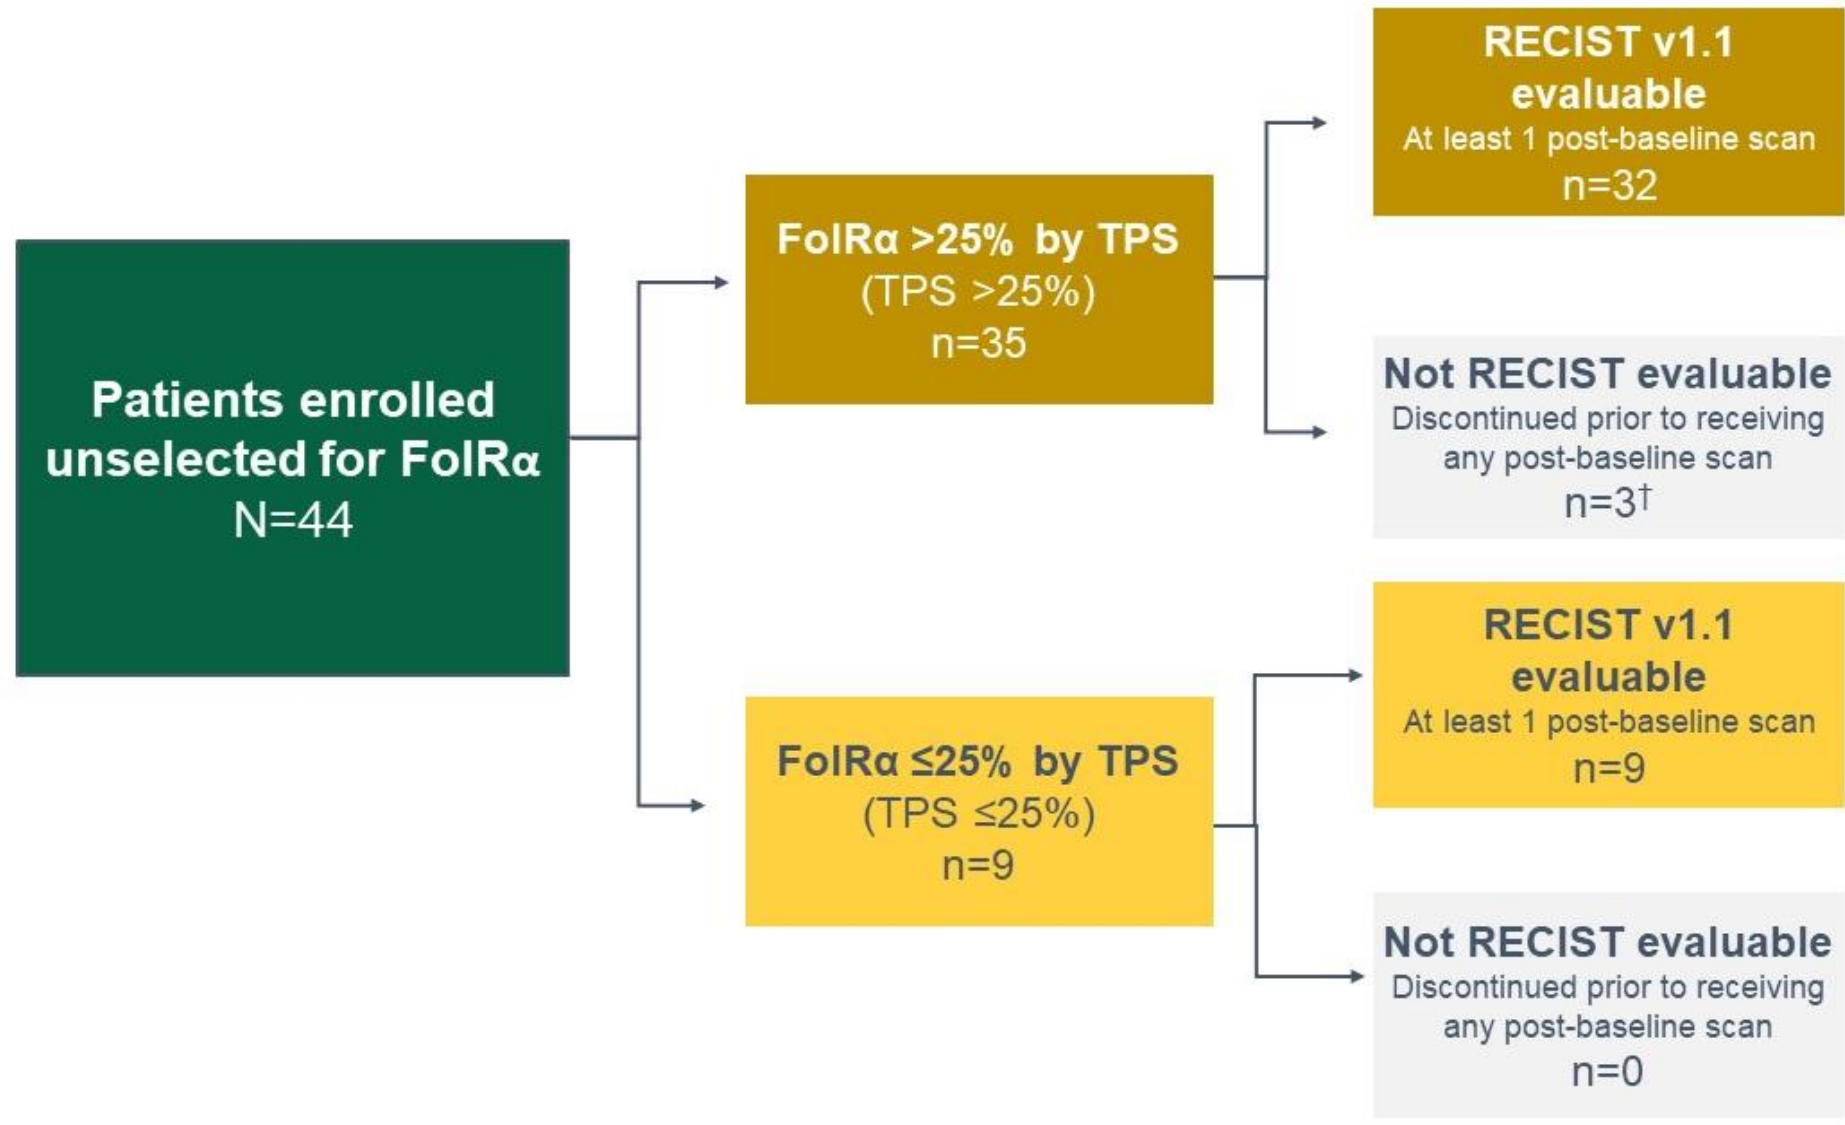 Patients enrolled
unselected for FolRα
N=44
FolRα >25% by TPS
(TPS >25%)
n=35
RECIST v1.1
evaluable
At least 1 post-baseline scan
n=32
Not RECIST evaluable
Discontinued prior to receiving
any post-baseline scan
n=3†
FolRα ≤25% by TPS
(TPS ≤25%)
n=9
RECIST v1.1
evaluable
At least 1 post-baseline scan
n=9
Not RECIST evaluable
Discontinued prior to receiving
any post-baseline scan
n=0